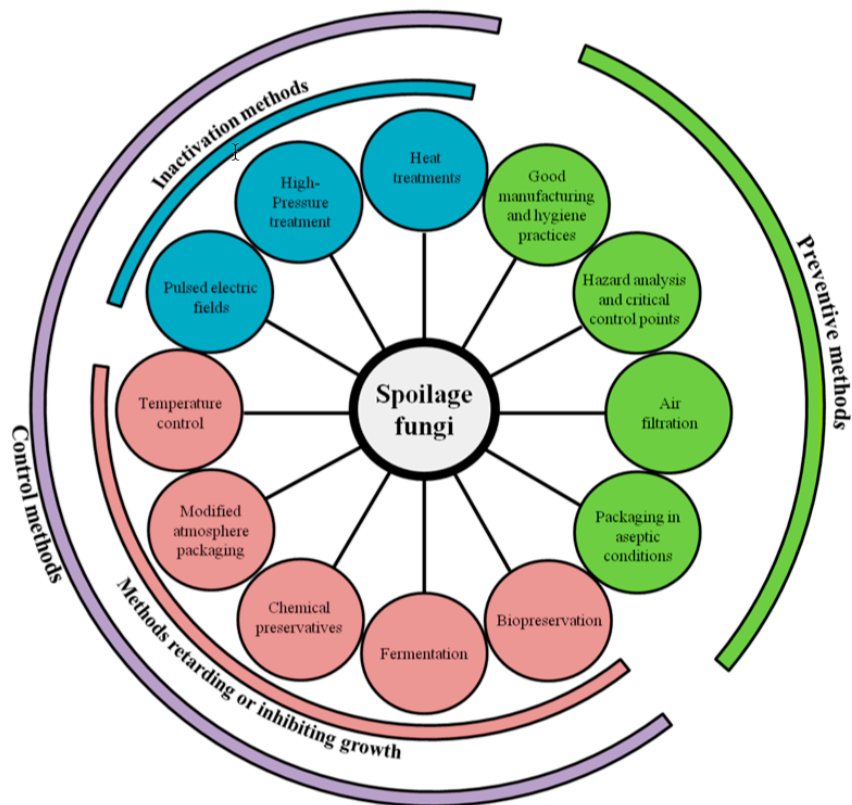 Inactivation methods
Heat
treatments
High-
Pressure
treatment
Good
manufacturing
and hygiene
practices
Pulsed electric
fields
Hazard analysis
and critical
control points
Preventive methods
Temperature
control
Spoilage
fungi
Air
filtration
Control methods
Modified
atmosphere
packaging
Packaging in
aseptic
conditions
Chemical
preservatives
Fermentation
Biopreservation
Methods retarding or inhibiting growth